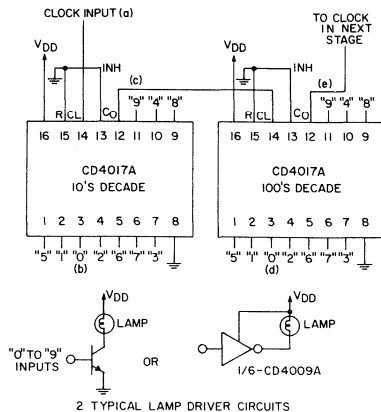 CLOCK INPUT (a)
TO CLOCK
IN NEXT
STAGE
VDD
INH
(c)
VDD
INH
(e)
R CL CO "9" "4" "8"
R CL CO "9" "4" "8"
16 15 14 13 12 11 10 9
16 15 14 13 12 11 10 9
CD4017A
10'S DECADE
CD4017A
100'S DECADE
1 2 3 4 5 6 7 8
1 2 3 4 5 6 7 8
"5" "1" "0" "2" "6" "7" "3"
"5" "1" "0" "2" "6" "7" "3"
(b)
(d)
VDD
LAMP
"0" TO "9"
INPUTS
OR
VDD
LAMP
1/6-CD4009A
2 TYPICAL LAMP DRIVER CIRCUITS